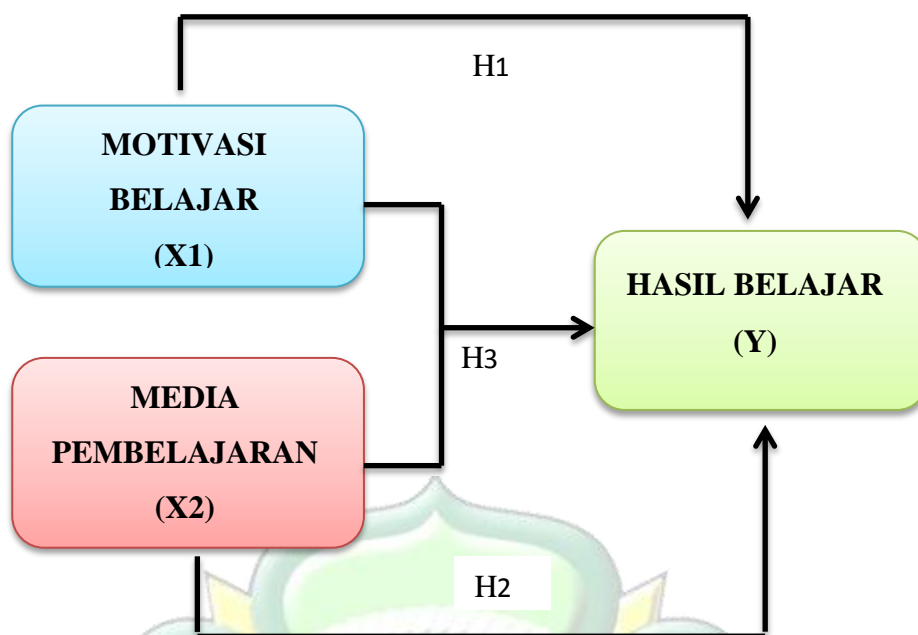 H1
MOTIVASI
BELAJAR
(X1)
HASIL BELAJAR
(Y)
H3
MEDIA
PEMBELAJARAN
(X2)
H2